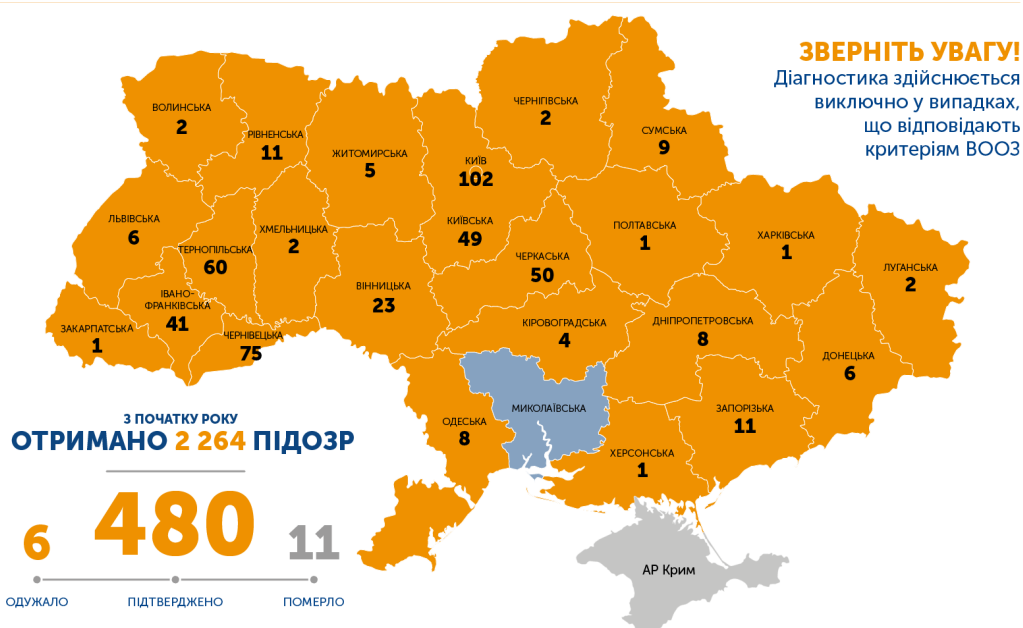 ЗВЕРНІТЬ УВАГУ!
Діагностика здійснюється
виключно у випадках,
що відповідають
критеріям ВООЗ
ВОЛИНСЬКА
2
РІВНЕНСЬКА
11
ЖИТОМИРСЬКА
5
КИЇВ
102
ЧЕРНІГІВСЬКА
2
СУМСЬКА
9
ЛЬВІВСЬКА
6
ТЕРНОПІЛЬСЬКА
60
ХМЕЛЬНИЦЬКА
2
КИЇВСЬКА
49
ПОЛТАВСЬКА
1
ХАРКІВСЬКА
1
ЛУГАНСЬКА
2
ЧЕРКАСЬКА
50
ВІННИЦЬКА
23
ІВАНО-
ФРАНКІВСЬКА
41
ЗАКАРПАТСЬКА
1
ЧЕРНІВЕЦЬКА
75
КІРОВОГРАДСЬКА
4
ДНІПРОПЕТРОВСЬКА
8
ДОНЕЦЬКА
6
МИКОЛАЇВСЬКА
ЗАПОРІЗЬКА
11
ОДЕСЬКА
8
ХЕРСОНСЬКА
1
АР Крим
З ПОЧАТКУ РОКУ
ОТРИМАНО 2 264 ПІДОЗР
6
480
11
ОДУЖАЛО
ПІДТВЕРДЖЕНО
ПОМЕРЛО